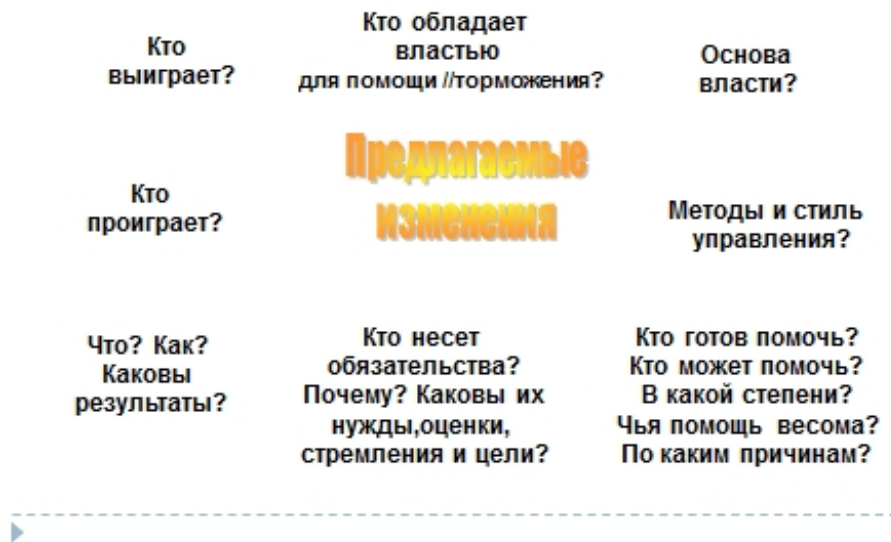 Кто
выиграет?
Кто обладает
властью
для помощи //торможения?
Основа
власти?
Предлагаемые
изменения
Кто
проиграет?
Методы и стиль
управления?
Что? Как?
Каковы
результаты?
Кто несет
обязательства?
Почему? Каковы их
нужды,оценки,
стремления и цели?
Кто готов помочь?
Кто может помочь?
В какой степени?
Чья помощь весома?
По каким причинам?